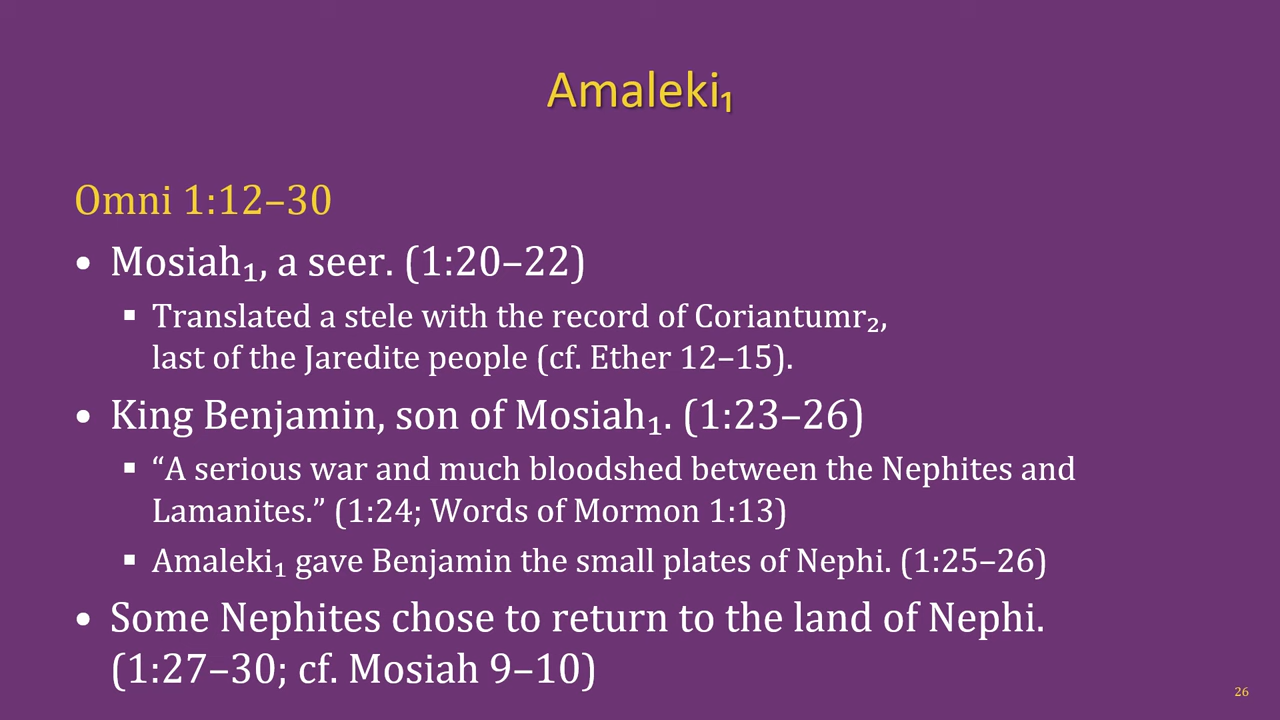 Amaleki₁
Omni 1:12–30
• Mosiah₁, a seer. (1:20–22)
▪ Translated a stele with the record of Coriantumr₂,
last of the Jaredite people (cf. Ether 12–15).
• King Benjamin, son of Mosiah₁. (1:23–26)
▪ “A serious war and much bloodshed between the Nephites and
Lamanites.” (1:24; Words of Mormon 1:13)
▪ Amaleki₁ gave Benjamin the small plates of Nephi. (1:25–26)
• Some Nephites chose to return to the land of Nephi.
(1:27–30; cf. Mosiah 9–10)
26